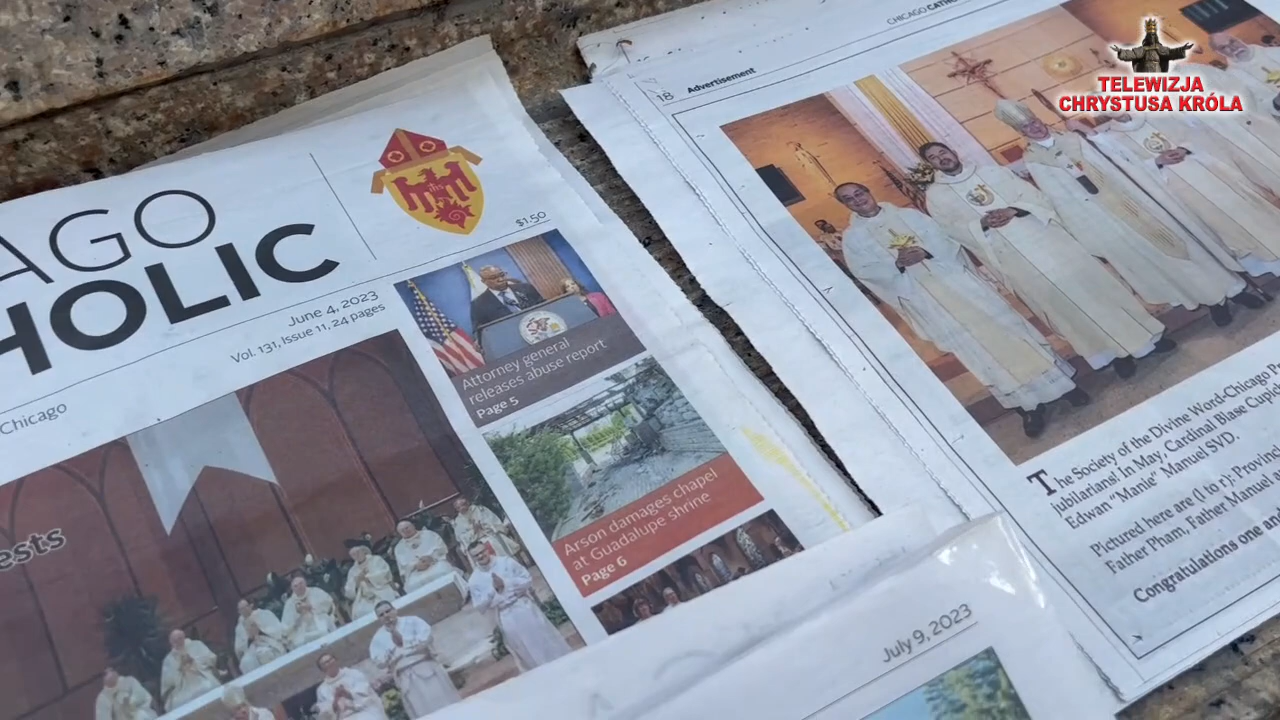 AGO
HOLIC
$1.50
June 4, 2023
Vol. 131, Issue 11, 24 pages
Chicago
ests
Attorney general
releases abuse report
Page 5
Arson damages chapel
at Guadalupe shrine
Page 6
July 9, 2023
18 Advertisement
CHICAGO CATHO
The Society of the Divine Word-Chicago P
jubilarians! In May, Cardinal Blase Cup
Edwan "Manie" Manuel SVD.
Pictured here are (l to r): Provinc
Father Pham, Father Manuel
Congratulations one an
TELEWIZJA
CHRYSTUSA KRÓLA